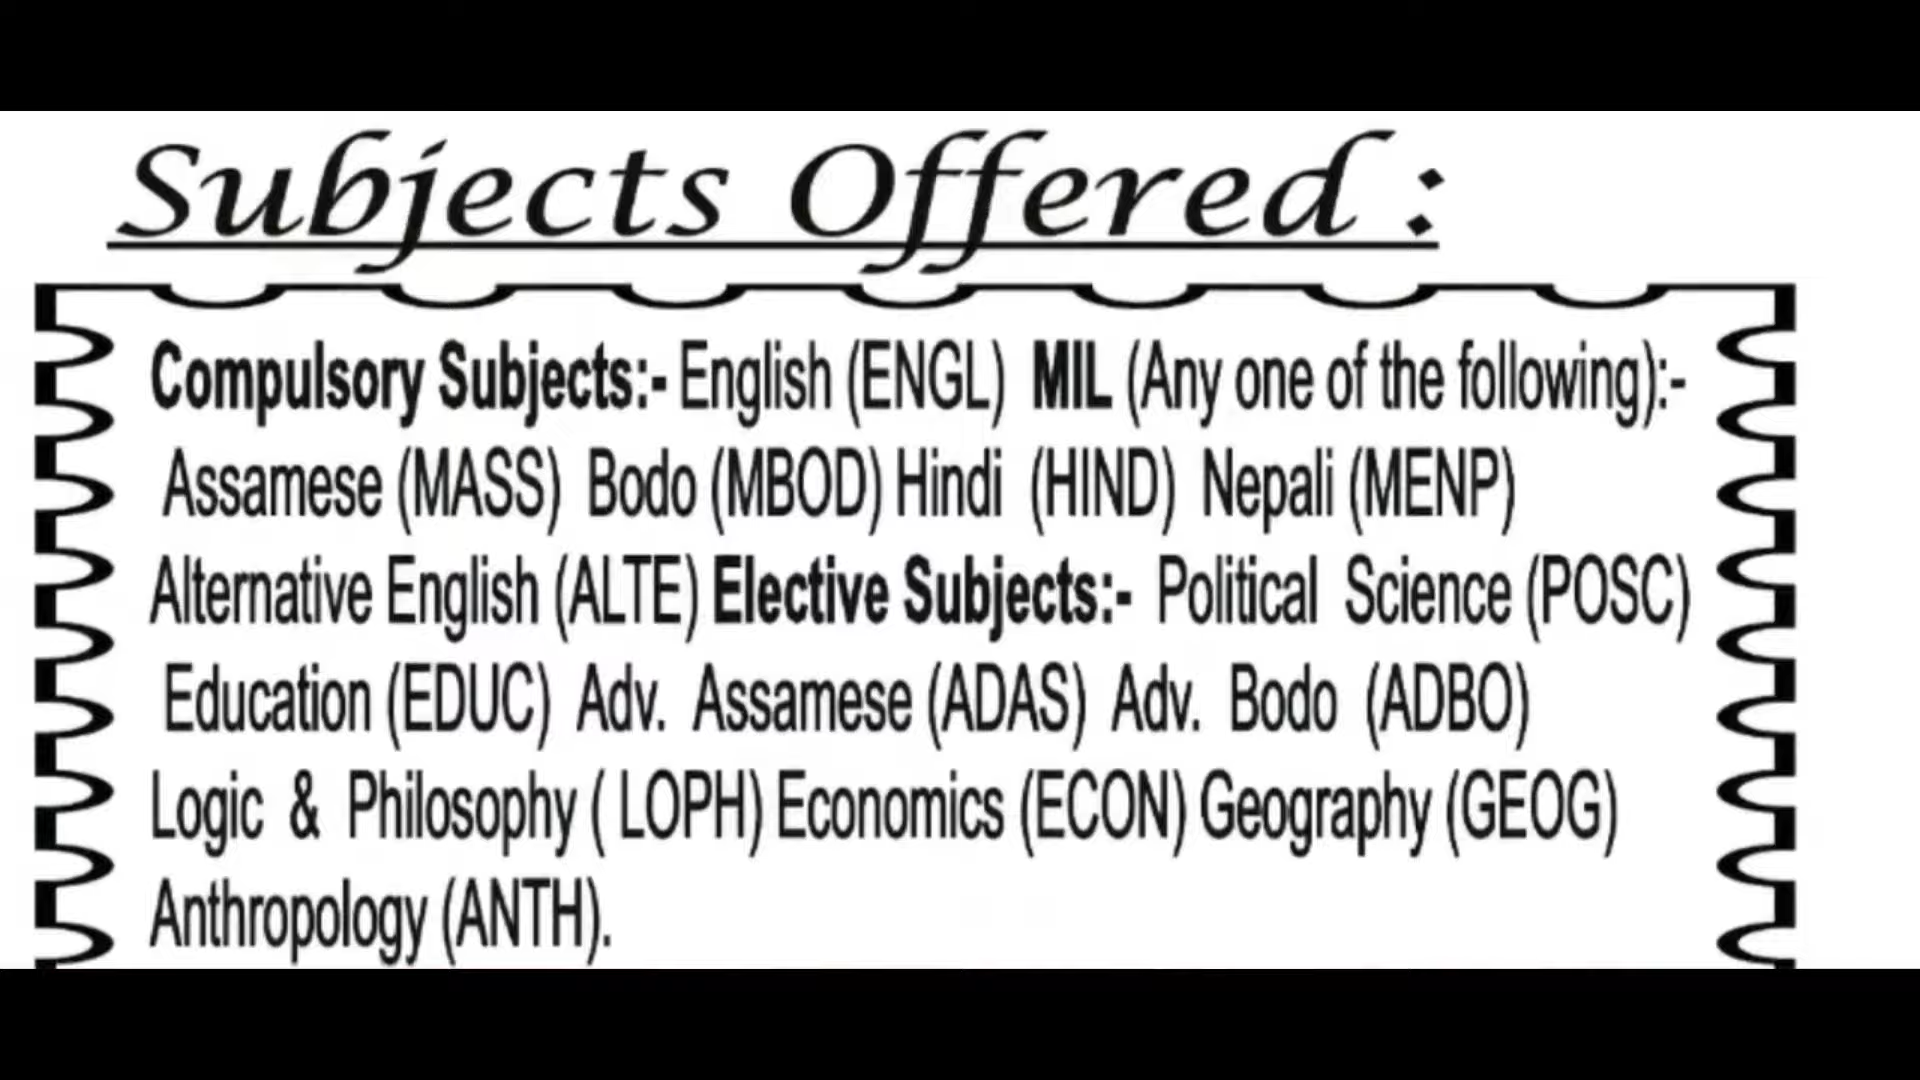 Subjects Offered :
Compulsory Subjects:- English (ENGL) MIL (Any one of the following):-
Assamese (MASS) Bodo (MBOD) Hindi (HIND) Nepali (MENP)
Alternative English (ALTE) Elective Subjects:- Political Science (POSC)
Education (EDUC) Adv. Assamese (ADAS) Adv. Bodo (ADBO)
Logic & Philosophy ( LOPH) Economics (ECON) Geography (GEOG)
Anthropology (ANTH).